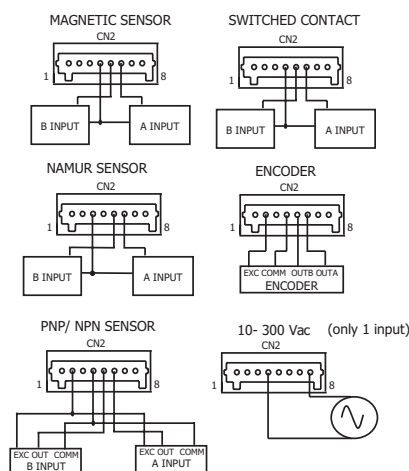 MAGNETIC SENSOR
CN2
1 8
B INPUT A INPUT
SWITCHED CONTACT
CN2
1 8
B INPUT A INPUT
NAMUR SENSOR
CN2
1 8
B INPUT A INPUT
ENCODER
CN2
1 8
EXC COMM OUTB OUTA
ENCODER
PNP/ NPN SENSOR
CN2
1 8
EXC OUT COMM
B INPUT
EXC OUT COMM
A INPUT
10- 300 Vac (only 1 input)
CN2
1 8